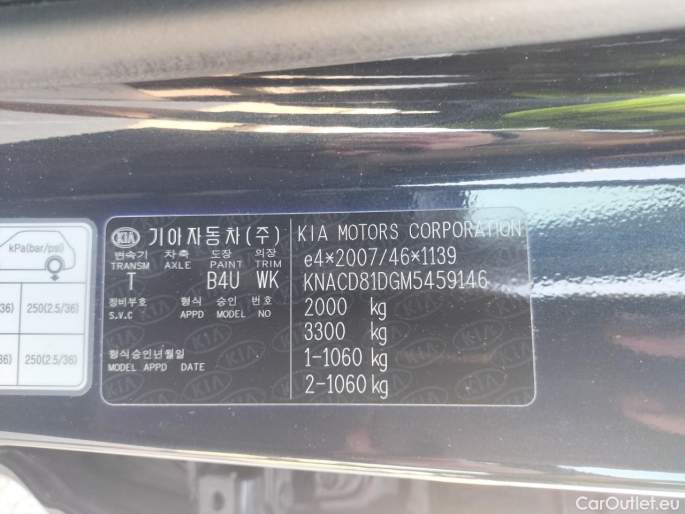 kPa(bar/psi)
/36) 250(2.5/36)
/36) 250(2.5/36)
KIA 기아자동차(주)
변속기 차축 도장 의장
TRANSM AXLE PAINT TRIM
T B4U WK
정비부호 형식 승인 번호
S.V.C APPD MODEL NO
형식승인년월일
MODEL APPD DATE
KIA MOTORS CORPORATION
e4*2007/46*1139
KNACD81DGM5459146
2000 kg
3300 kg
1-1060 kg
2-1060 kg
CarOutlet.eu